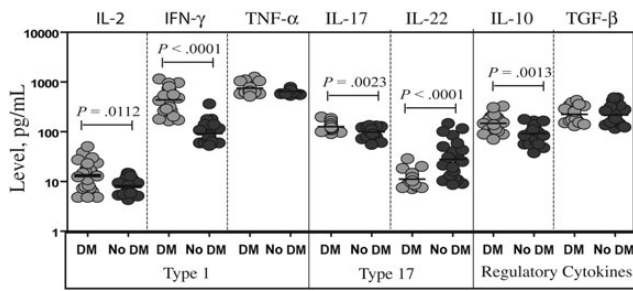 IL-2 IFN-γ TNF-α IL-17 IL-22 IL-10 TGF-β
10000
1000
100
10
1
Level, pg/mL
P = .0112
P < .0001
P = .0023
P < .0001
P = .0013
DM No DM DM No DM DM No DM DM No DM DM No DM DM No DM DM No DM
Type 1 Type 17 Regulatory Cytokines